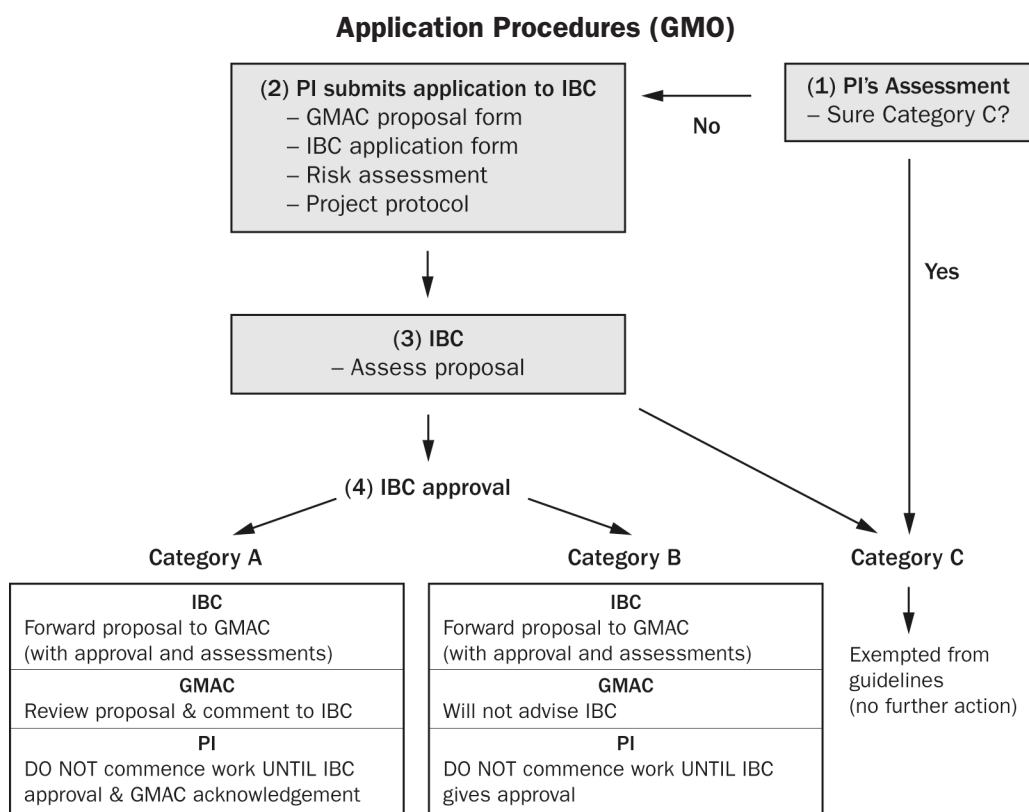 Application Procedures (GMO)
(1) PI's Assessment
– Sure Category C?
No
Yes
(2) PI submits application to IBC
– GMAC proposal form
– IBC application form
– Risk assessment
– Project protocol
(3) IBC
– Assess proposal
(4) IBC approval
Category A
IBC
Forward proposal to GMAC
(with approval and assessments)
GMAC
Review proposal & comment to IBC
PI
DO NOT commence work UNTIL IBC
approval & GMAC acknowledgement
Category B
IBC
Forward proposal to GMAC
(with approval and assessments)
GMAC
Will not advise IBC
PI
DO NOT commence work UNTIL IBC
gives approval
Category C
Exempted from
guidelines
(no further action)